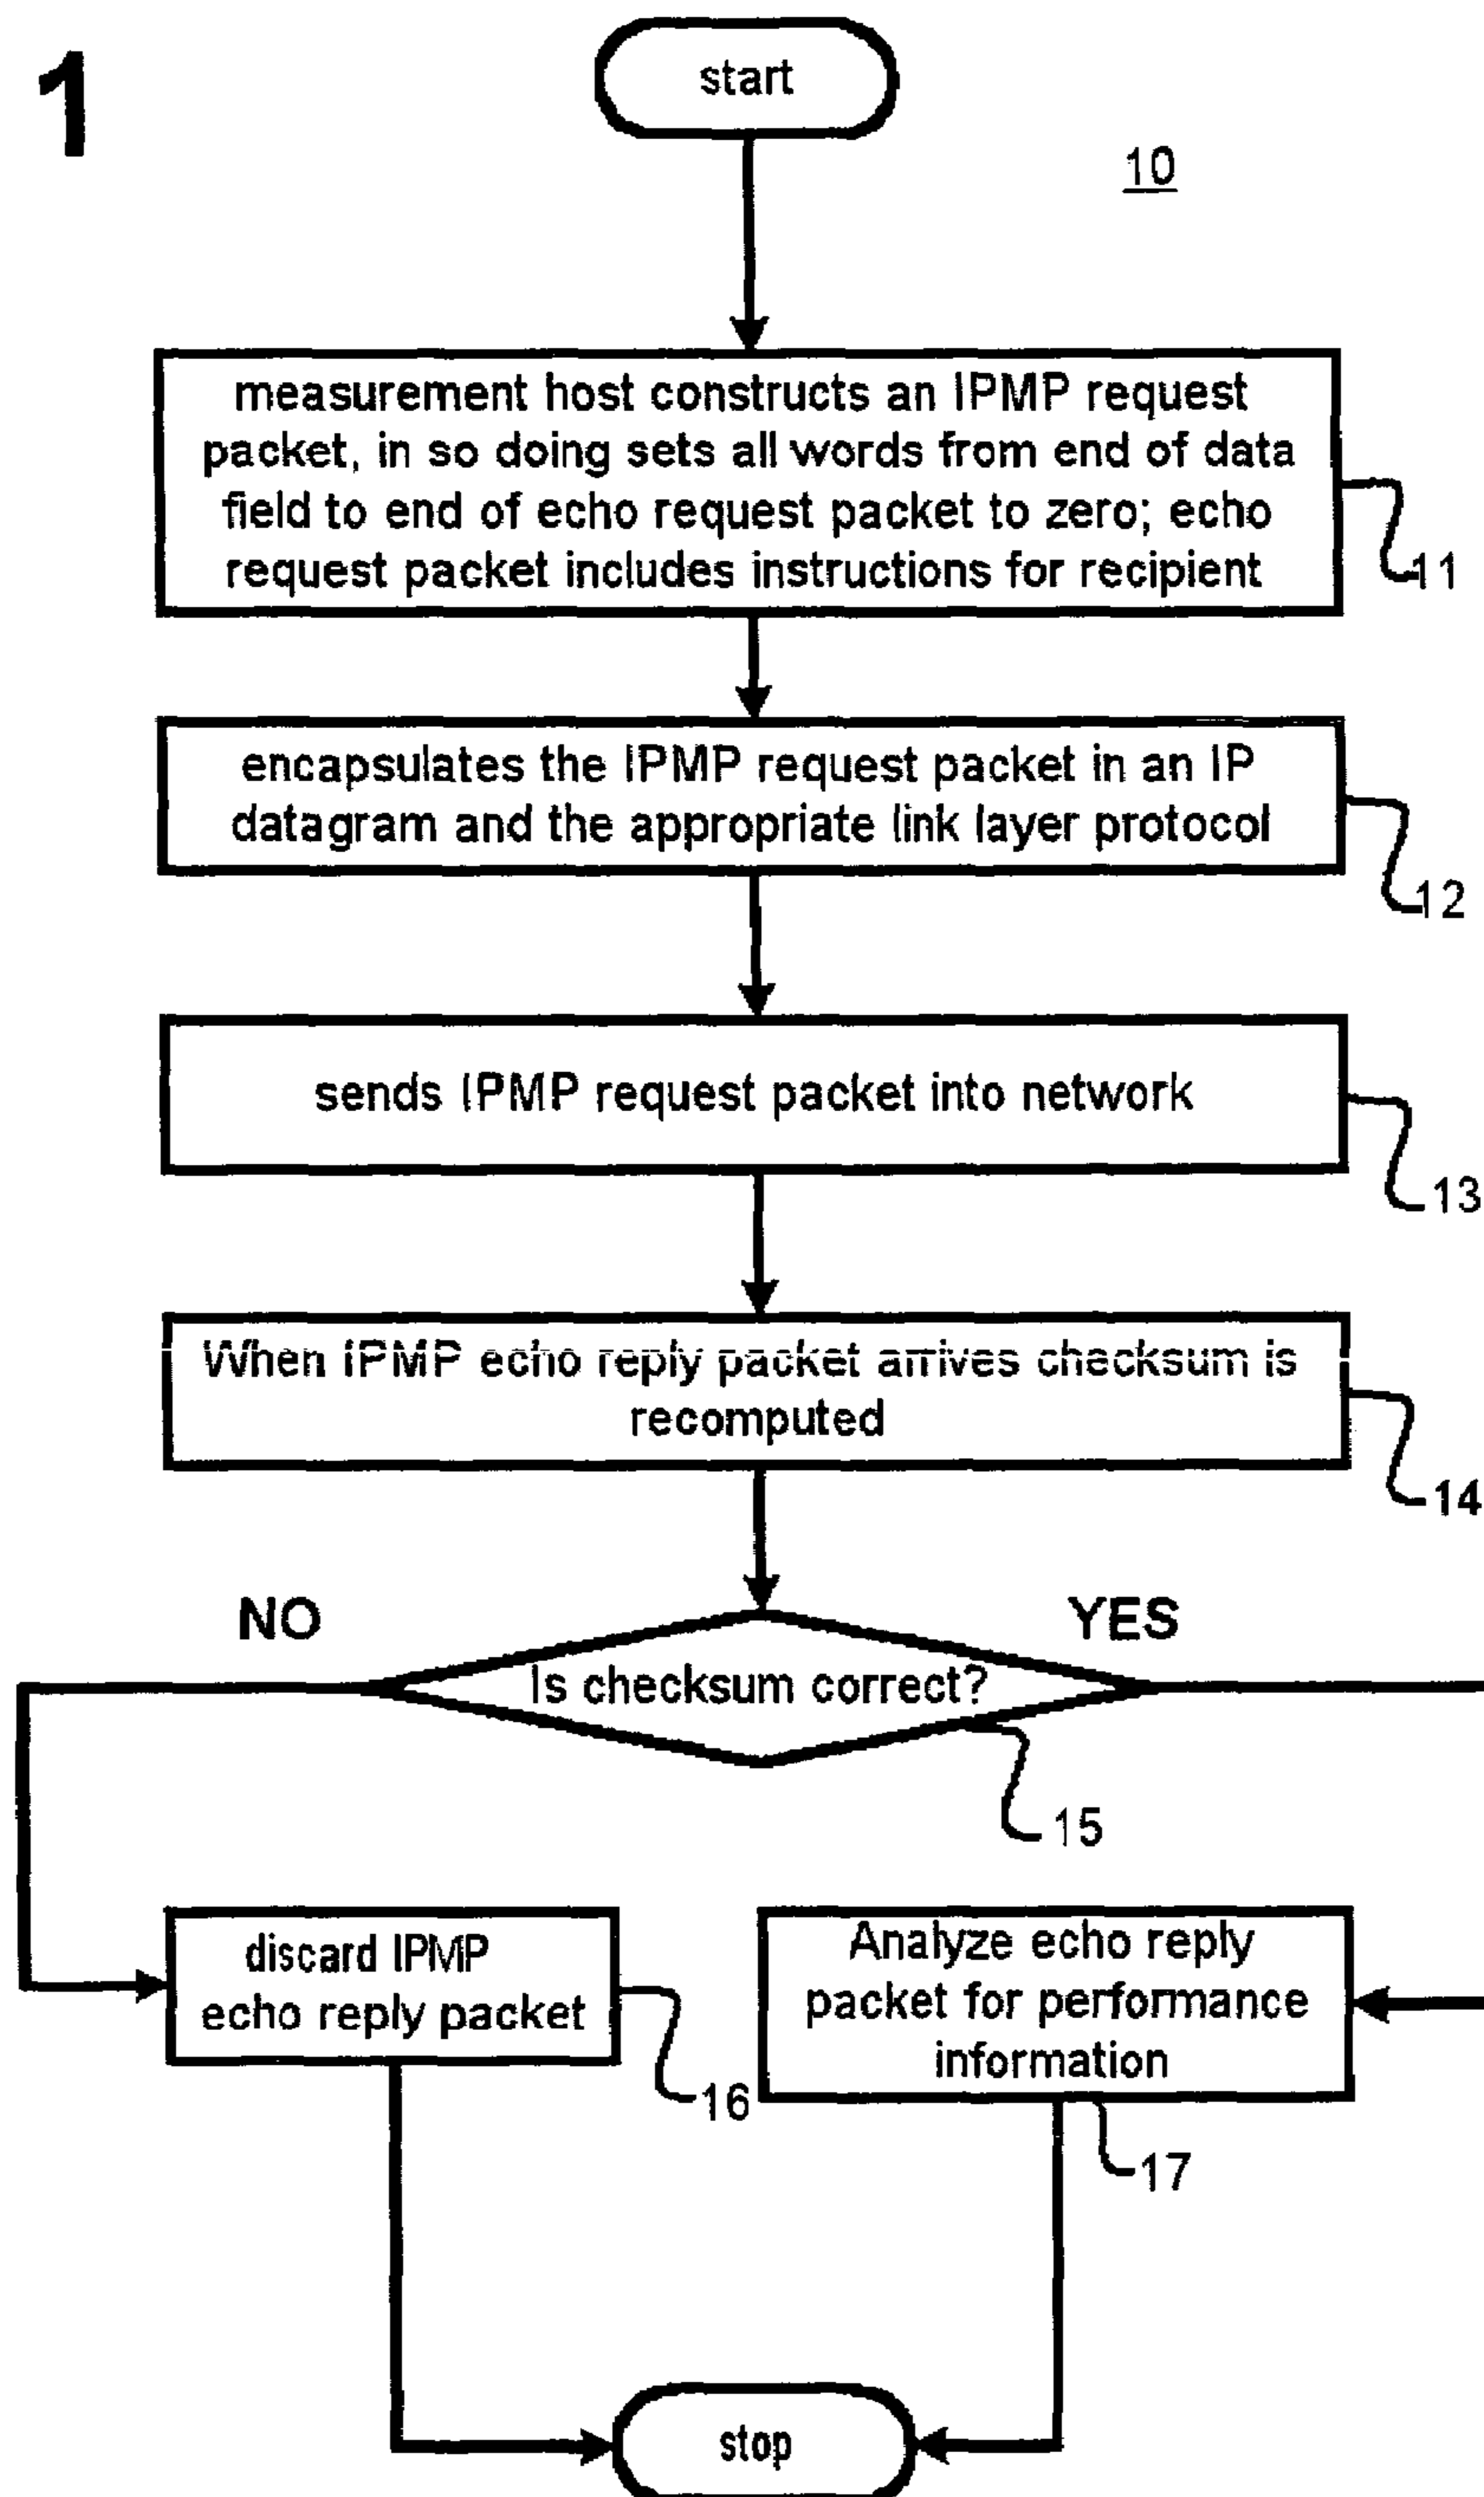 1
start
10
measurement host constructs an IPMP request
packet, in so doing sets all words from end of data
field to end of echo request packet to zero; echo
request packet includes instructions for recipient
11
encapsulates the IPMP request packet in an IP
datagram and the appropriate link layer protocol
12
sends IPMP request packet into network
13
When IPMP echo reply packet arrives checksum is
recomputed
14
NO
YES
Is checksum correct?
15
discard IPMP
echo reply packet
16
Analyze echo reply
packet for performance
information
17
stop